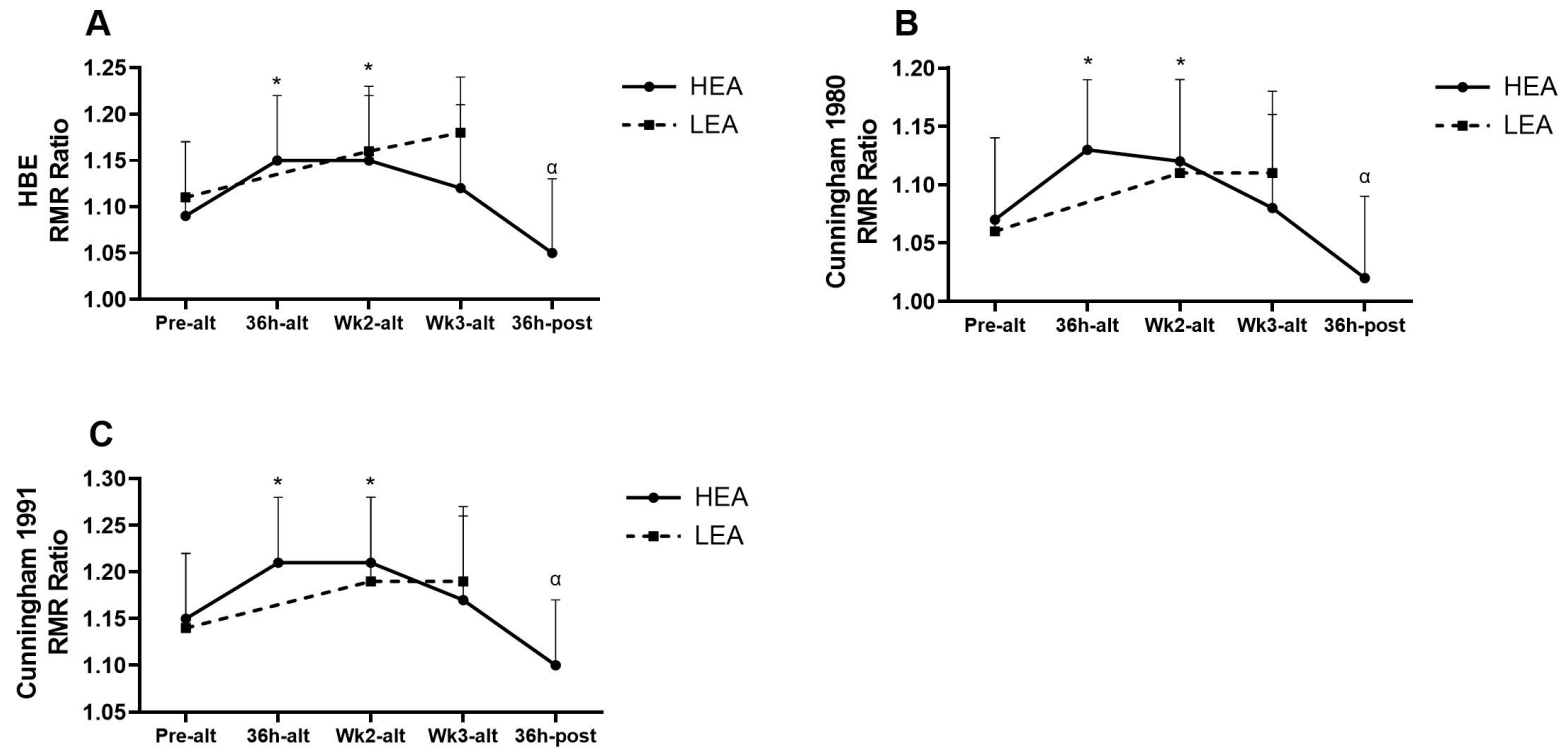 A
HBE
RMR Ratio
1.25
1.20
1.15
1.10
1.05
1.00
* * α
Pre-alt 36h-alt Wk2-alt Wk3-alt 36h-post
HEA
LEA
B
Cunningham 1980
RMR Ratio
1.20
1.15
1.10
1.05
1.00
* * α
Pre-alt 36h-alt Wk2-alt Wk3-alt 36h-post
HEA
LEA
C
Cunningham 1991
RMR Ratio
1.30
1.25
1.20
1.15
1.10
1.05
* * α
Pre-alt 36h-alt Wk2-alt Wk3-alt 36h-post
HEA
LEA